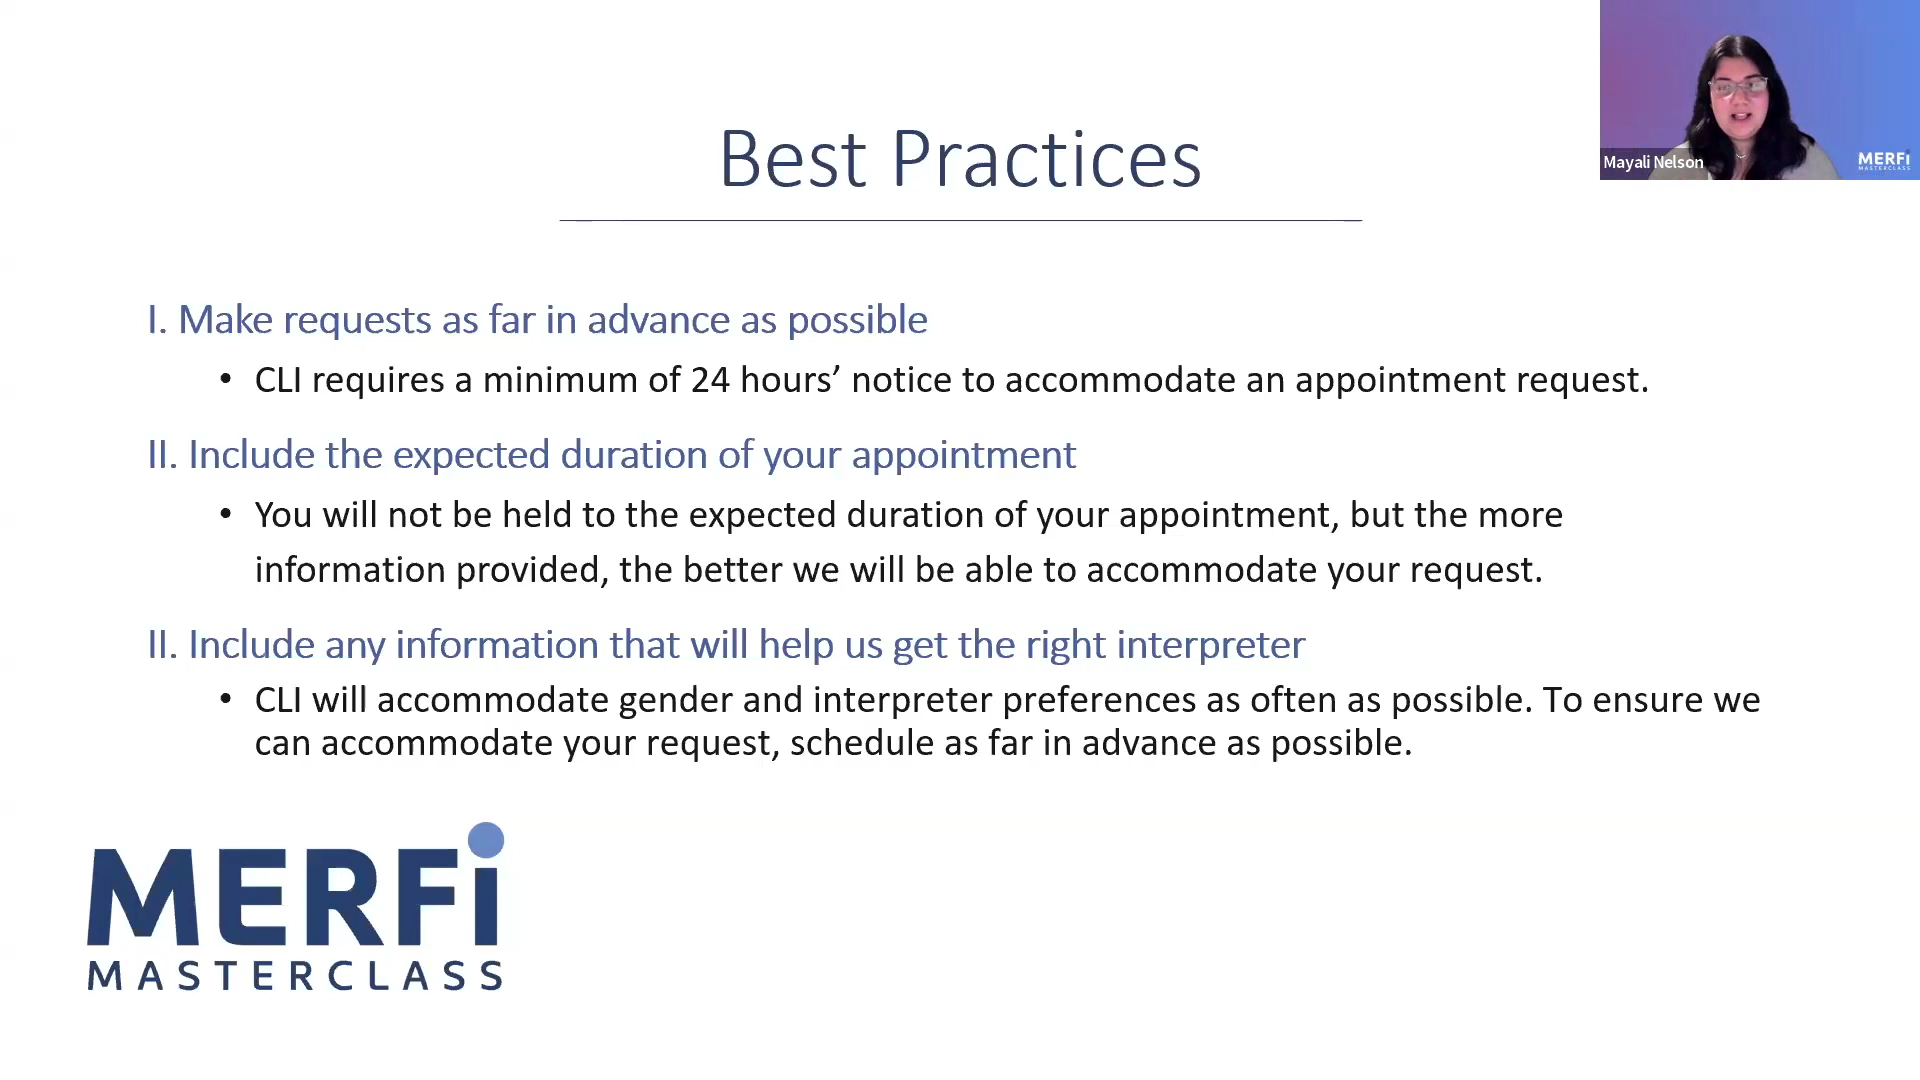 Best Practices
I. Make requests as far in advance as possible
• CLI requires a minimum of 24 hours’ notice to accommodate an appointment request.
II. Include the expected duration of your appointment
• You will not be held to the expected duration of your appointment, but the more
information provided, the better we will be able to accommodate your request.
II. Include any information that will help us get the right interpreter
• CLI will accommodate gender and interpreter preferences as often as possible. To ensure we
can accommodate your request, schedule as far in advance as possible.
MERFi
MASTERCLASS
Mayali Nelson
MERFi
MASTERCLASS